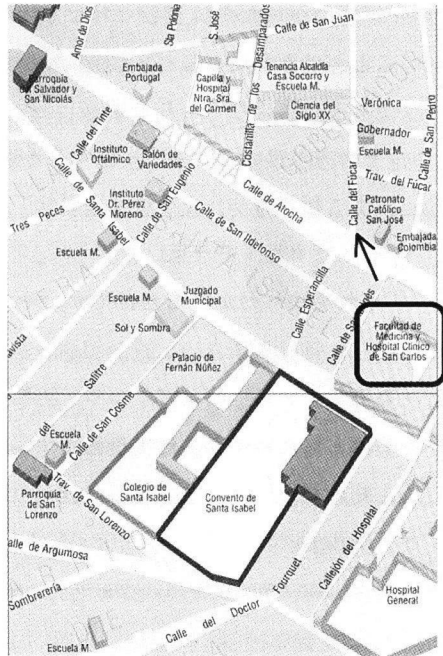 Amor de Dios
Sta Polonia
S. José
Desamparados
Calle de San Juan
Embajada
Portugal
Capilla y
Hospital
Ntra. Sra.
del Carmen
Costanilla de los
Tenencia Alcaldía
Casa Socorro y
Escuela M.
Ciencia del
Siglo XX
Verónica
Calle de San Pedro
Parroquia
de Salvador y
San Nicolás
Calle del Tinte
ATOCHA
GOBERNADOR
Gobernador
Escuela M.
Instituto
Oftálmico
Salón de
Variedades
Trav. del Fúcar
Calle de Santa Isabel
Instituto
Dr. Pérez
Moreno
Calle de San Eugenio
Calle de Atocha
Calle del Fúcar
Patronato
Católico
San José
Tres Peces
Calle de San Ildefonso
Escuela M.
Embajada
Colombia
Escuela M.
Juzgado
Municipal
Calle Esperancilla
Facultad de
Medicina y
Hospital Clínico
de San Carlos
Sol y Sombra
Palacio de
Fernán Núñez
Salitre
del
Calle de San Cosme
Escuela
M.
Colegio de
Santa Isabel
Convento de
Santa Isabel
Parroquia
de San
Lorenzo
Trav. de San Lorenzo
Calle de Argumosa
Callejón del Hospital
Sombrerería
Calle del Doctor Fourquet
Hospital
General
Escuela M.